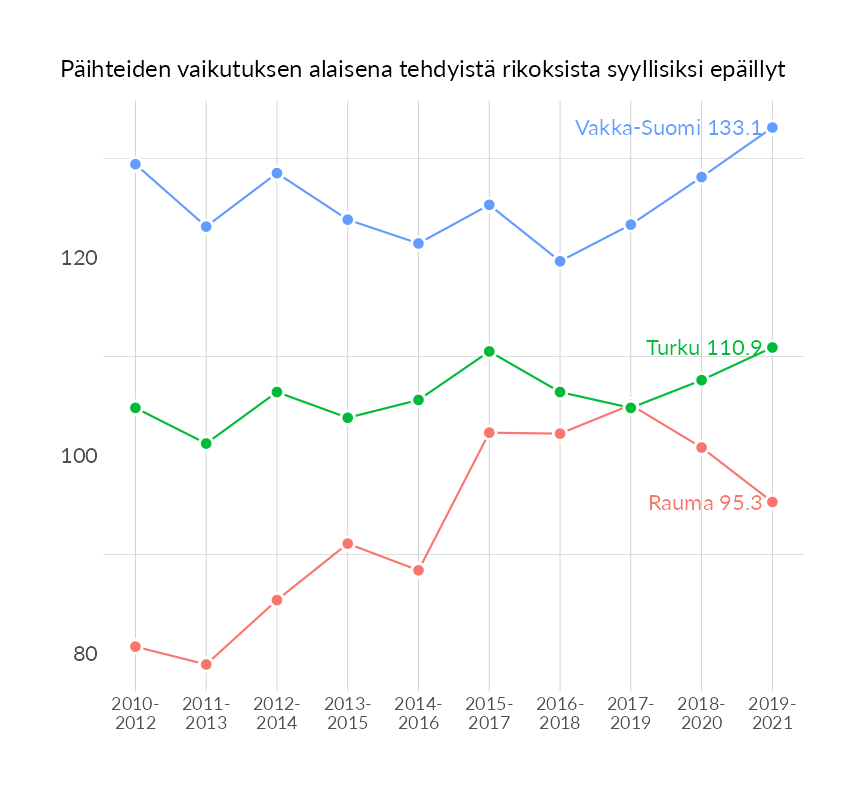 Päihteiden vaikutuksen alaisena tehdyistä rikoksista syyllisiksi epäillyt
Vakka-Suomi 133.1
120
Turku 110.9
100
Rauma 95.3
80
2010- 2011- 2012- 2013- 2014- 2015- 2016- 2017- 2018- 2019-
2012 2013 2014 2015 2016 2017 2018 2019 2020 2021